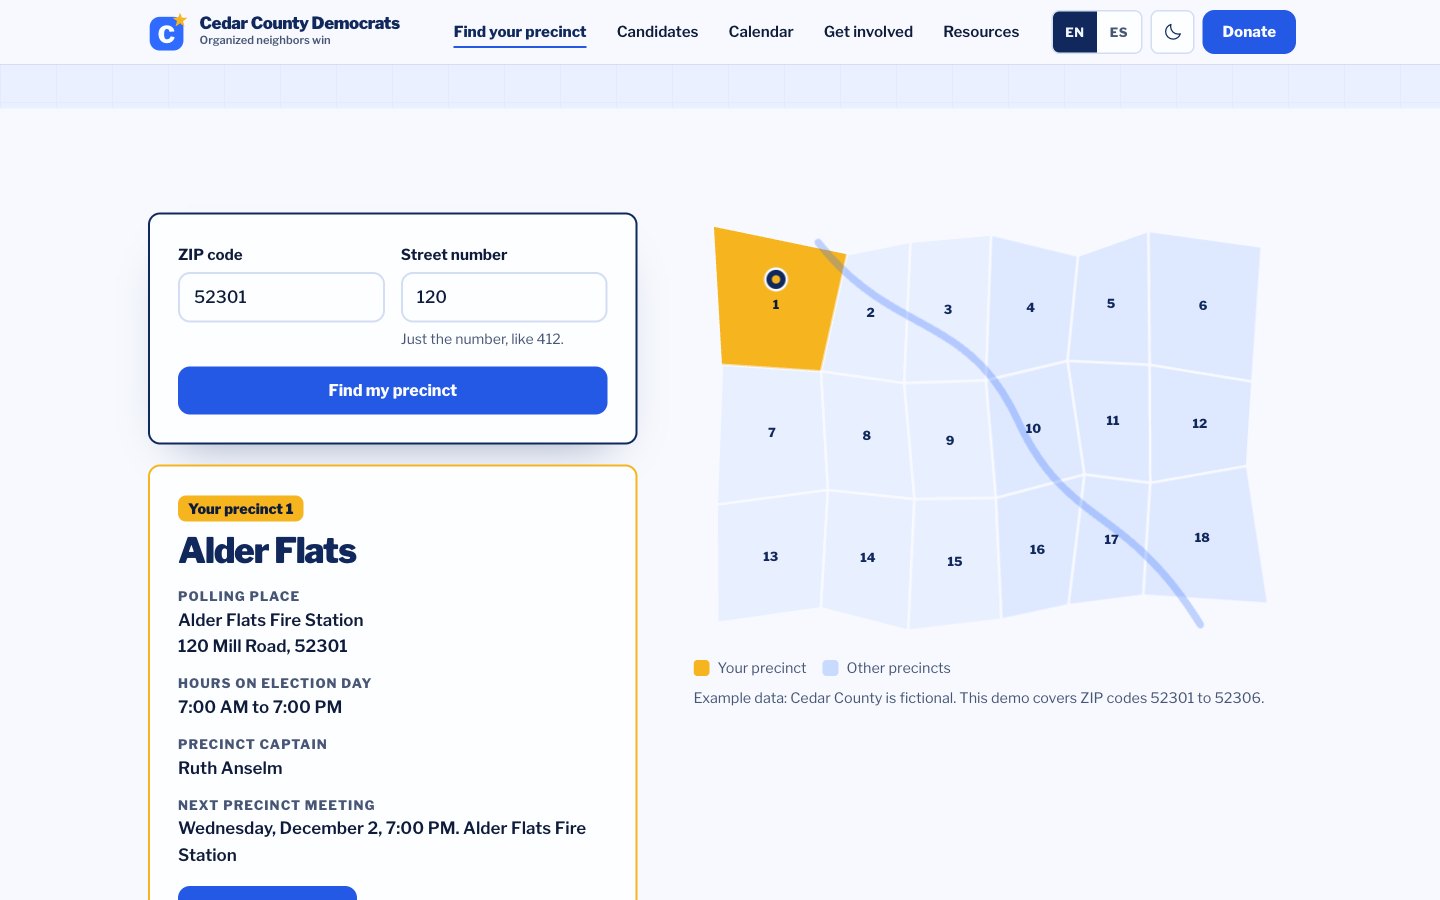 C
Cedar County Democrats
Organized neighbors win
Find your precinct
Candidates
Calendar
Get involved
Resources
EN
ES
Donate
ZIP code
Street number
52301
120
Just the number, like 412.
Find my precinct
Your precinct 1
Alder Flats
POLLING PLACE
Alder Flats Fire Station
120 Mill Road, 52301
HOURS ON ELECTION DAY
7:00 AM to 7:00 PM
PRECINCT CAPTAIN
Ruth Anselm
NEXT PRECINCT MEETING
Wednesday, December 2, 7:00 PM. Alder Flats Fire
Station
1
2
3
4
5
6
7
8
9
10
11
12
13
14
15
16
17
18
Your precinct
Other precincts
Example data: Cedar County is fictional. This demo covers ZIP codes 52301 to 52306.